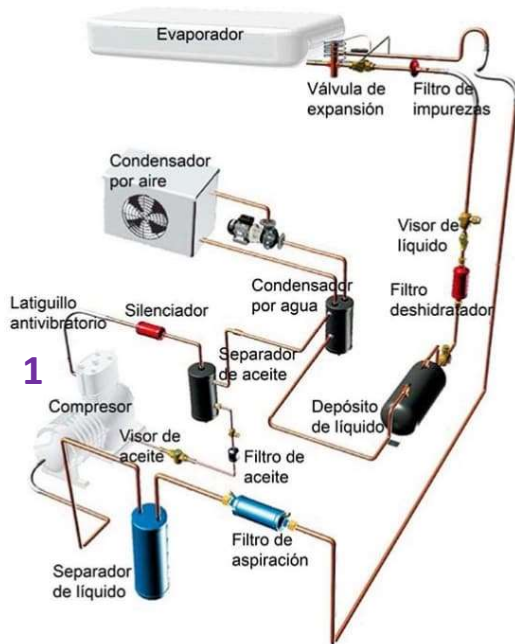 Evaporador
Válvula de
expansión
Filtro de
impurezas
Condensador
por aire
Visor de
líquido
Condensador
por agua
Filtro
deshidratador
Latiguillo
antivibratorio
Silenciador
Separador
de aceite
1
Compresor
Depósito
de líquido
Visor de
aceite
Filtro de
aceite
Filtro de
aspiración
Separador
de líquido